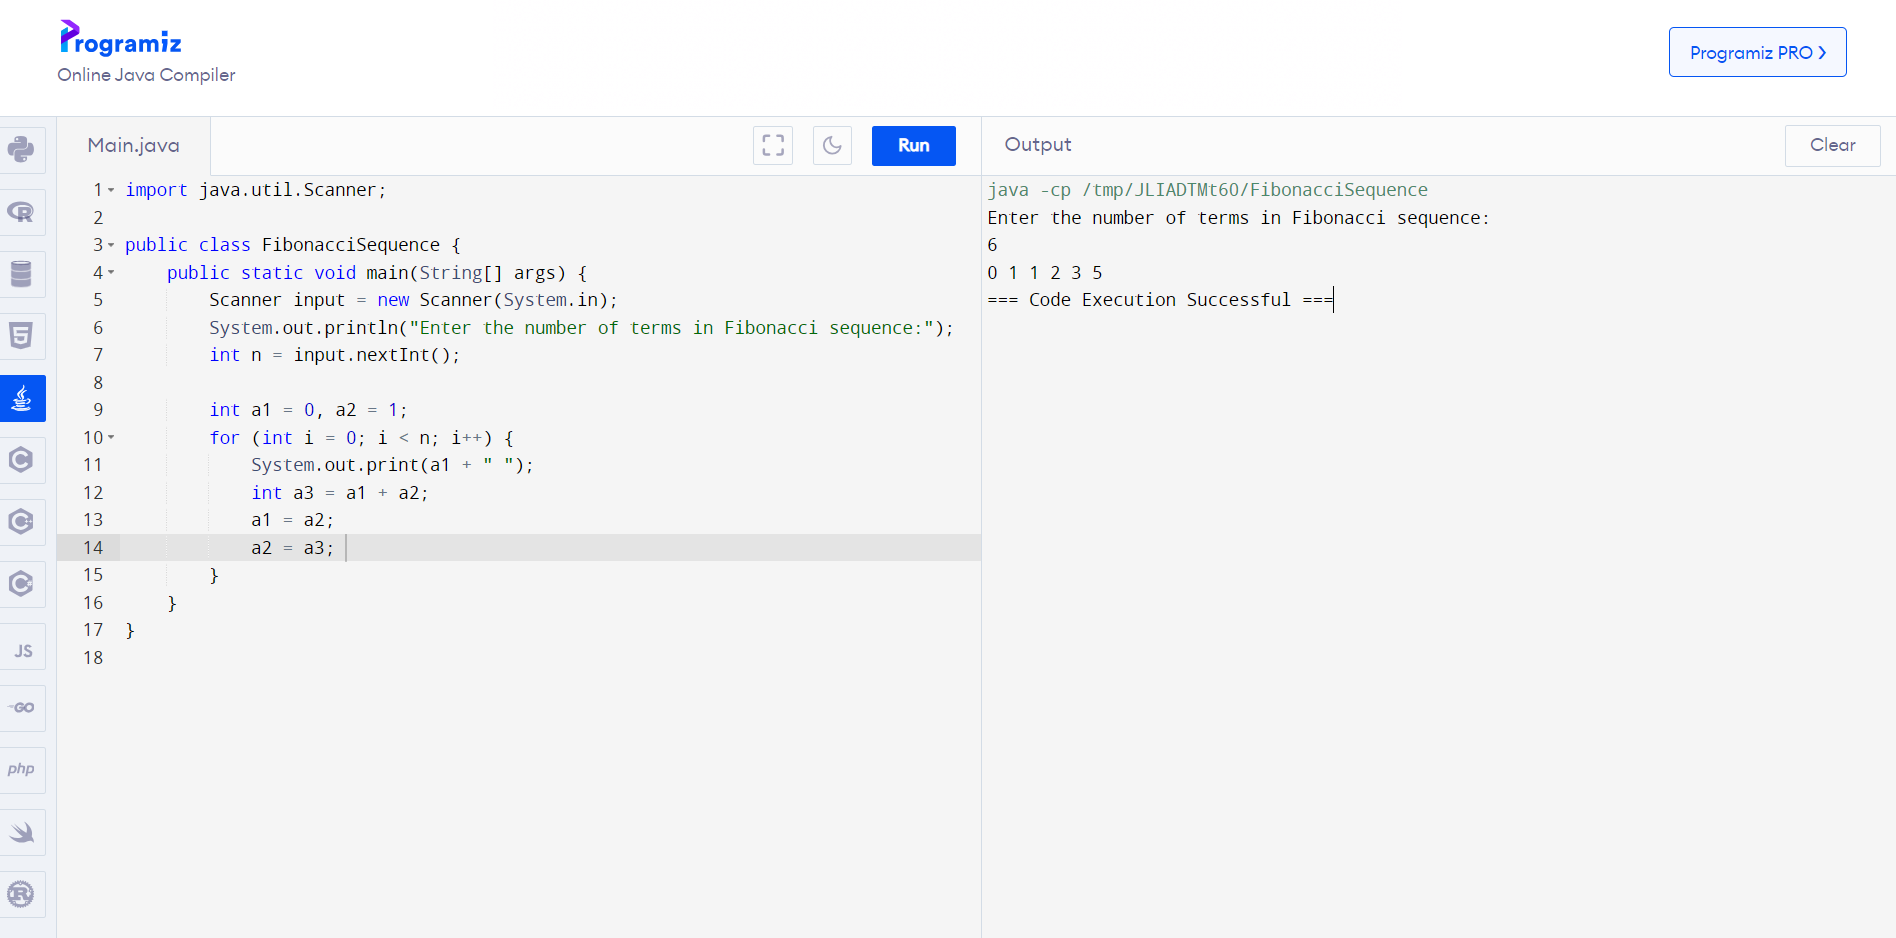 Programiz
Online Java Compiler
Programiz PRO
Main.java
Run
Output
Clear
1 import java.util.Scanner;
2
3 public class FibonacciSequence {
4 public static void main(String[] args) {
5 Scanner input = new Scanner(System.in);
6 System.out.println("Enter the number of terms in Fibonacci sequence:");
7 int n = input.nextInt();
8
9 int a1 = 0, a2 = 1;
10 for (int i = 0; i < n; i++) {
11 System.out.print(a1 + " ");
12 int a3 = a1 + a2;
13 a1 = a2;
14 a2 = a3;
15 }
16 }
17 }
18
java -cp /tmp/JLIADTMt60/FibonacciSequence
Enter the number of terms in Fibonacci sequence:
6
0 1 1 2 3 5
=== Code Execution Successful ===
R
5
C
C
C
JS
GO
php
R